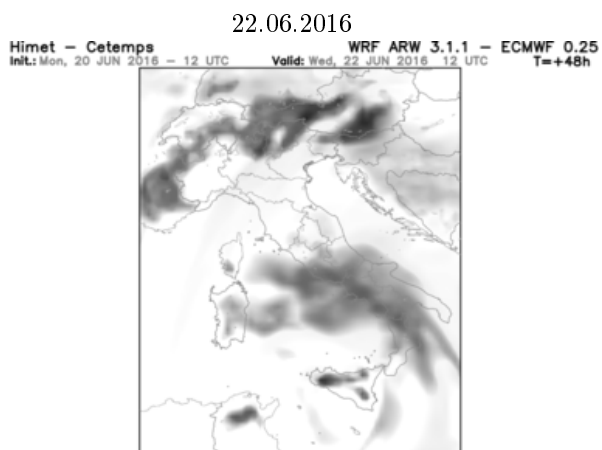 22.06.2016
Himet – Cetemps WRF ARW 3.1.1 – ECMWF 0.25
Init.: Mon, 20 JUN 2016 – 12 UTC Valid: Wed, 22 JUN 2016 12 UTC T=+48h